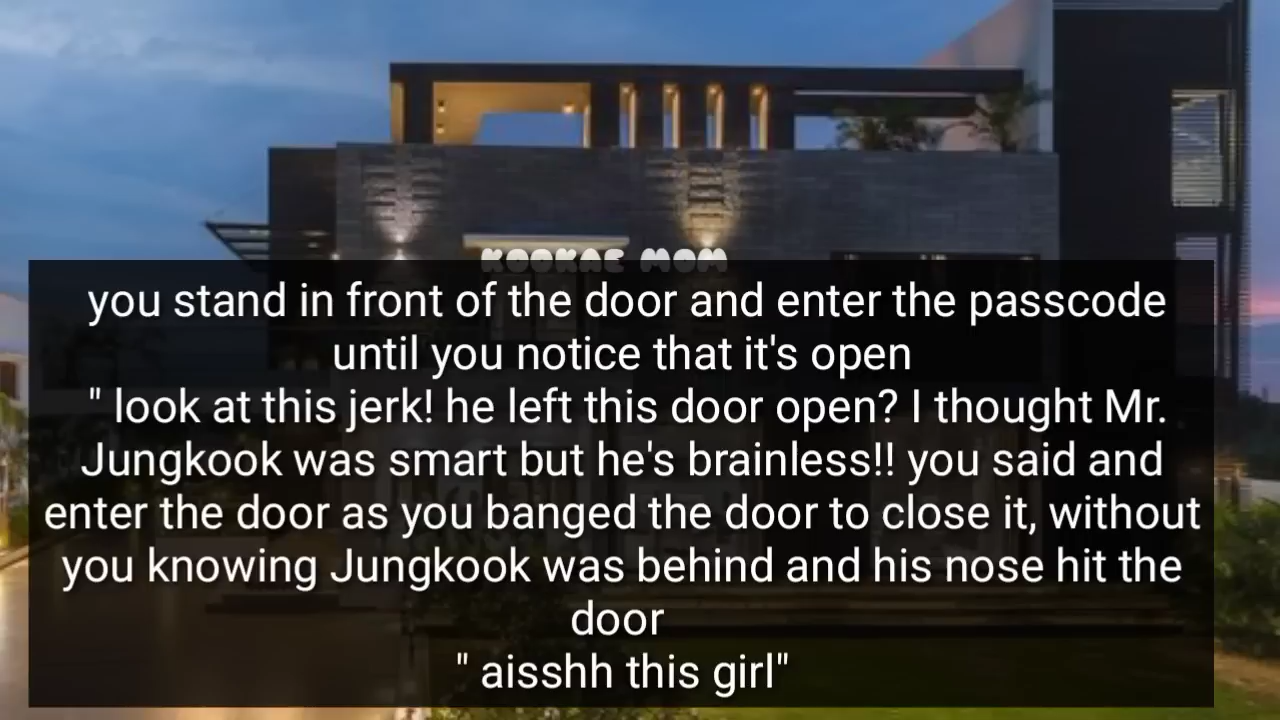 KOOKAE MOM
you stand in front of the door and enter the passcode
until you notice that it's open
" look at this jerk! he left this door open? I thought Mr.
Jungkook was smart but he's brainless!! you said and
enter the door as you banged the door to close it, without
you knowing Jungkook was behind and his nose hit the
door
" aisshh this girl"